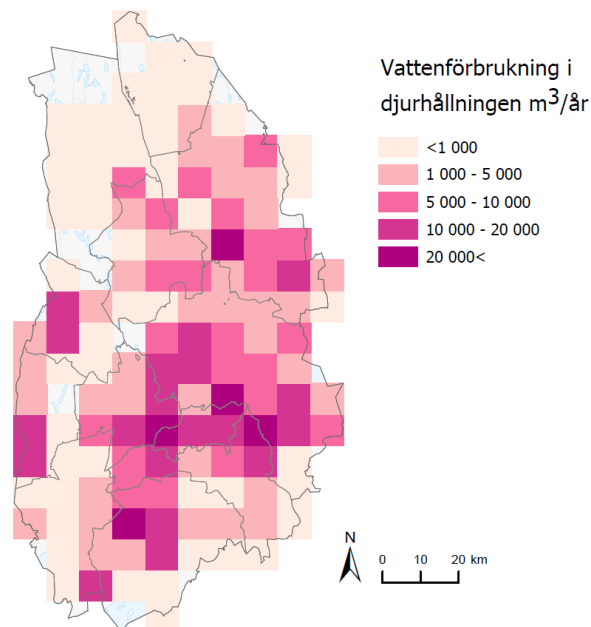 Vattenförbrukning i
djurhållningen m³/år
<1 000
1 000 - 5 000
5 000 - 10 000
10 000 - 20 000
20 000<
N
0 10 20 km